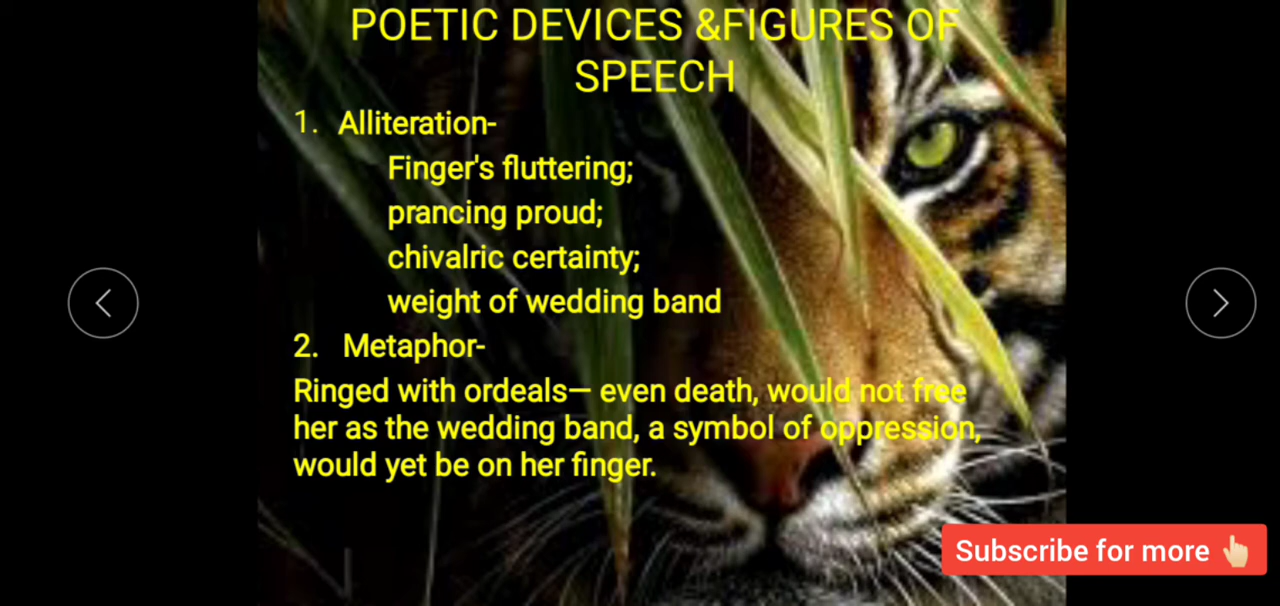 POETIC DEVICES &FIGURES OF
SPEECH
1. Alliteration-
Finger's fluttering;
prancing proud;
chivalric certainty;
weight of wedding band
2. Metaphor-
Ringed with ordeals— even death, would not free
her as the wedding band, a symbol of oppression,
would yet be on her finger.
Subscribe for more 👆🏻